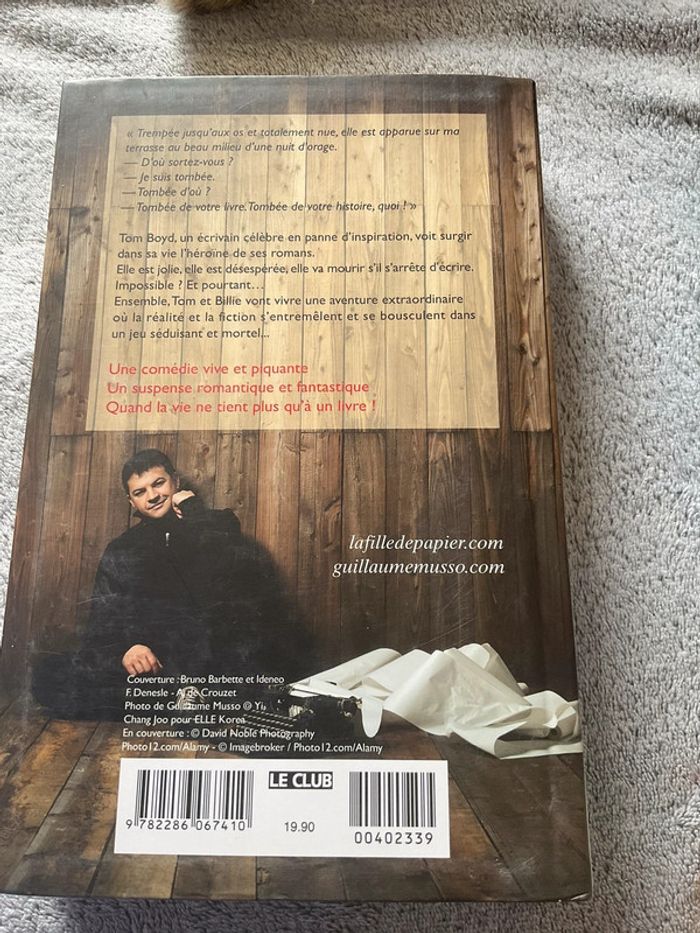 « Trempée jusqu'aux os et totalement nue, elle est apparue sur ma
terrasse au beau milieu d'une nuit d'orage.
— D'où sortez-vous ?
— Je suis tombée.
— Tombée d'où ?
— Tombée de votre livre. Tombée de votre histoire, quoi ! »
Tom Boyd, un écrivain célèbre en panne d'inspiration, voit surgir
dans sa vie l'héroïne de ses romans.
Elle est jolie, elle est désespérée, elle va mourir s'il s'arrête d'écrire.
Impossible ? Et pourtant...
Ensemble, Tom et Billie vont vivre une aventure extraordinaire
où la réalité et la fiction s'entremêlent et se bousculent dans
un jeu séduisant et mortel...
Une comédie vive et piquante
Un suspense romantique et fantastique
Quand la vie ne tient plus qu'à un livre !
lafilledepapier.com
guillaumemusso.com
Couverture : Bruno Barbette et Ideneo
F. Denesle - A. de Crouzet
Photo de Guillaume Musso © Yi,
Chang Joo pour ELLE Korea
En couverture : © David Noble Photography
Photo12.com/Alamy - © Imagebroker / Photo12.com/Alamy
LE CLUB
9 782286 067410
19.90
00402339